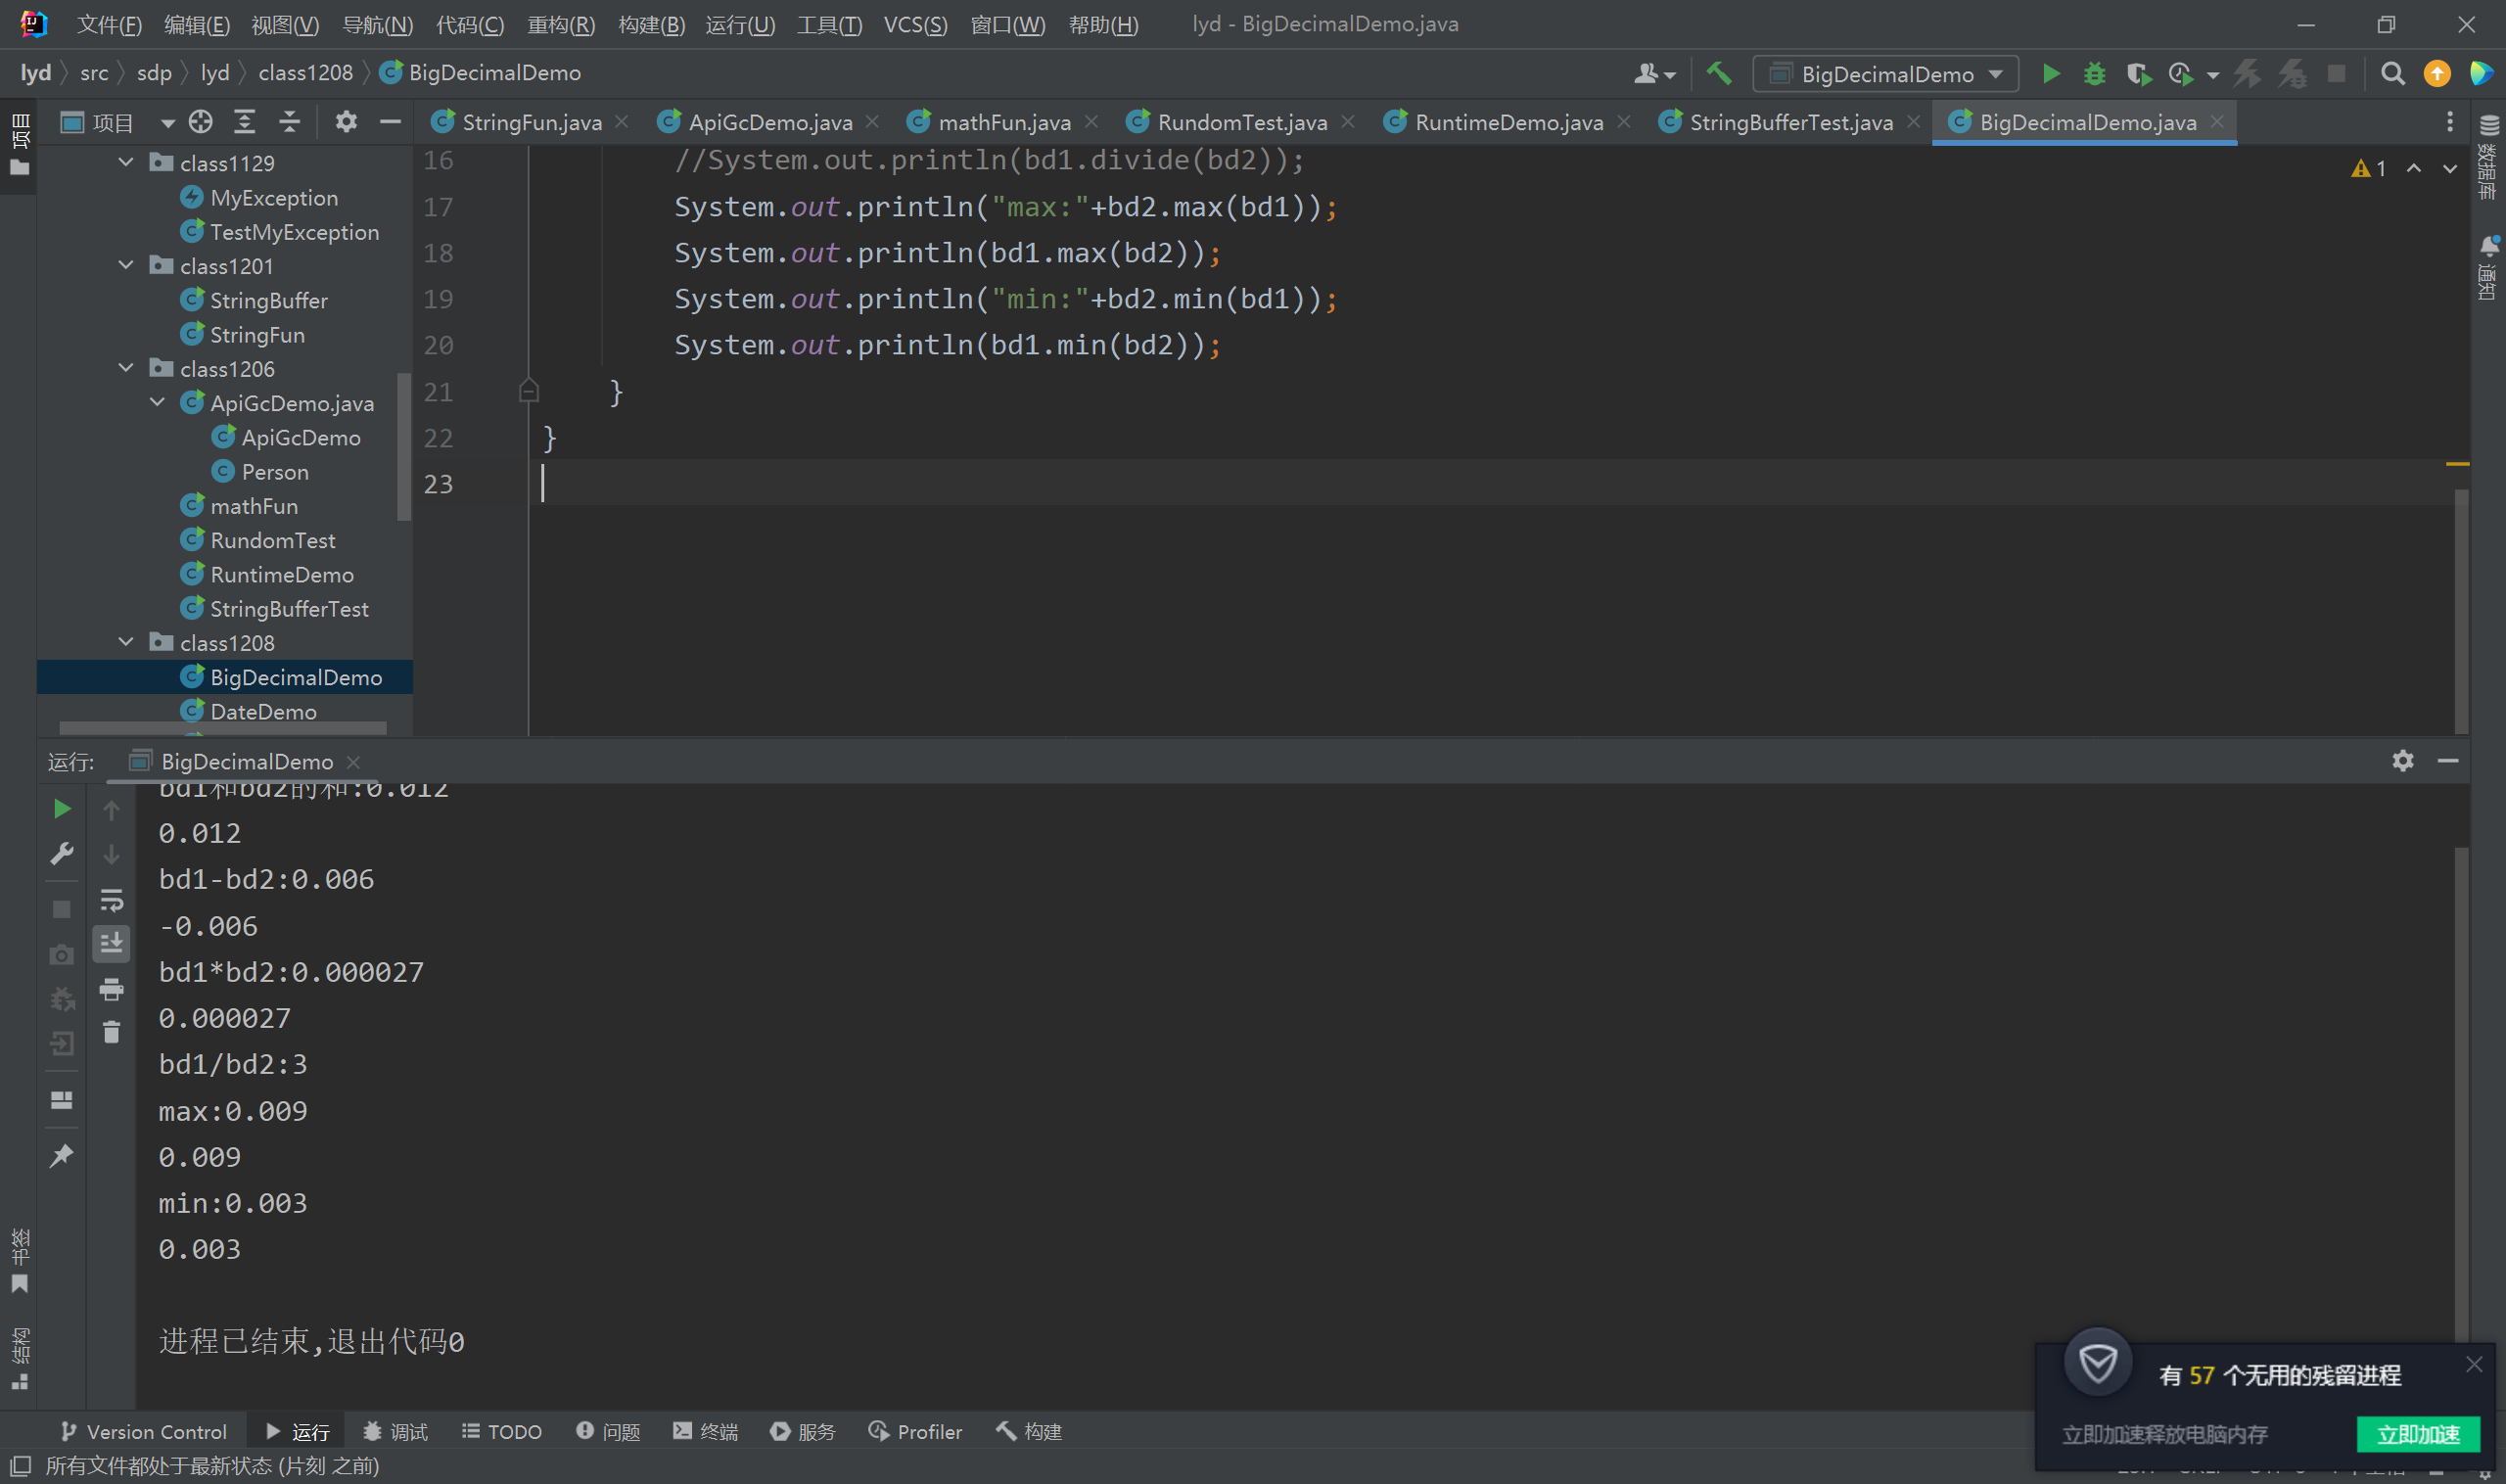 文件(F) 编辑(E) 视图(V) 导航(N) 代码(C) 重构(R) 构建(B) 运行(U) 工具(T) VCS(S) 窗口(W) 帮助(H) lyd - BigDecimalDemo.java
lyd src sdp lyd class1208 BigDecimalDemo
BigDecimalDemo
项目
StringFun.java ApiGcDemo.java mathFun.java RundomTest.java RuntimeDemo.java StringBufferTest.java BigDecimalDemo.java
项目
class1129
MyException
TestMyException
class1201
StringBuffer
StringFun
class1206
ApiGcDemo.java
ApiGcDemo
Person
mathFun
RundomTest
RuntimeDemo
StringBufferTest
class1208
BigDecimalDemo
DateDemo
16 //System.out.println(bd1.divide(bd2));
17 System.out.println("max:"+bd2.max(bd1));
18 System.out.println(bd1.max(bd2));
19 System.out.println("min:"+bd2.min(bd1));
20 System.out.println(bd1.min(bd2));
21 }
22 }
23
1
数据库
通知
运行: BigDecimalDemo
bd1和bd2的和:0.012
0.012
bd1-bd2:0.006
-0.006
bd1*bd2:0.000027
0.000027
bd1/bd2:3
max:0.009
0.009
min:0.003
0.003
进程已结束,退出代码0
书签
结构
有 57 个无用的残留进程
立即加速释放电脑内存
立即加速
Version Control 运行 调试 TODO 问题 终端 服务 Profiler 构建
所有文件都处于最新状态 (片刻 之前)